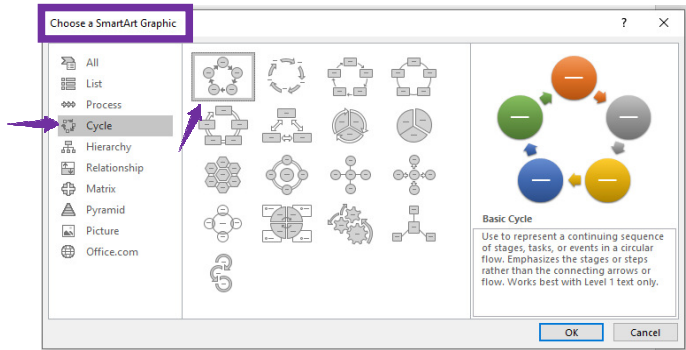 Choose a SmartArt Graphic
?
All
List
Process
Cycle
Hierarchy
Relationship
Matrix
Pyramid
Picture
Office.com
Basic Cycle
Use to represent a continuing sequence
of stages, tasks, or events in a circular
flow. Emphasizes the stages or steps
rather than the connecting arrows or
flow. Works best with Level 1 text only.
OK Cancel